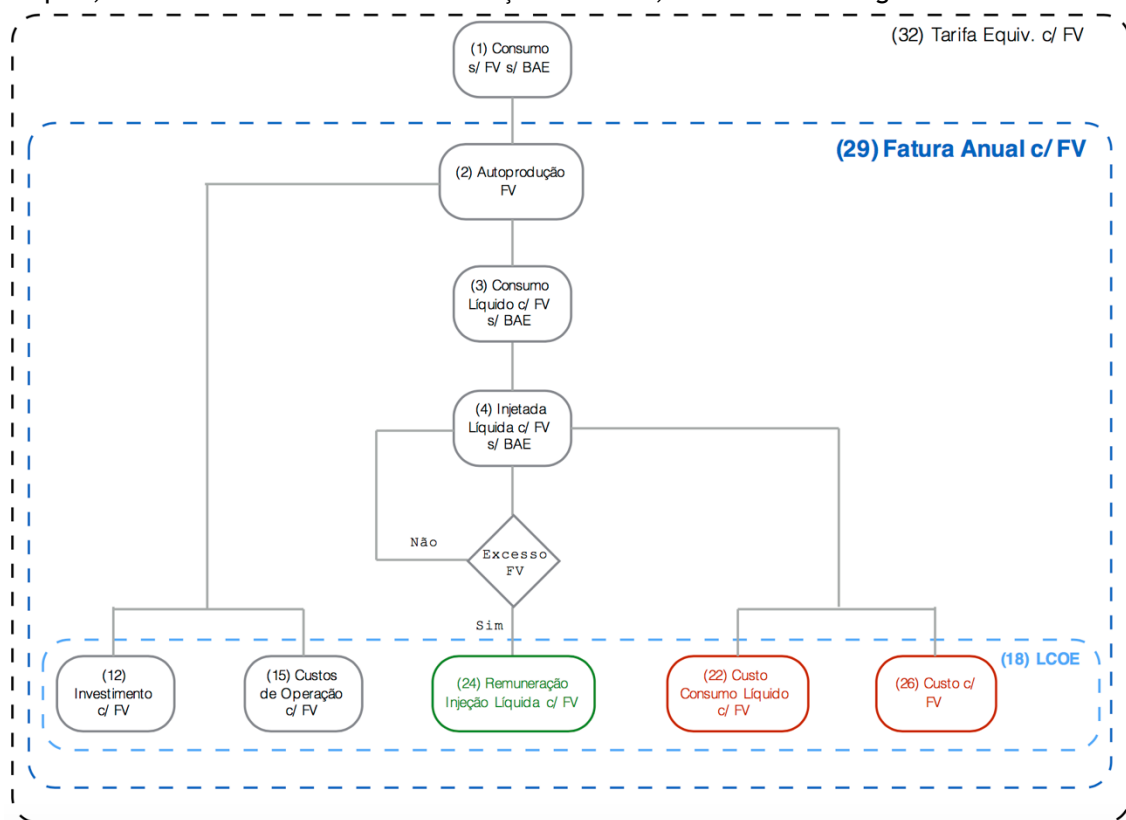 (32) Tarifa Equiv. c/ FV
(1) Consumo
s/ FV s/ BAE
(29) Fatura Anual c/ FV
(2) Autoprodução
FV
(3) Consumo
Líquido c/ FV
s/ BAE
(4) Injetada
Líquida c/ FV
s/ BAE
Não
Excesso
FV
Sim
(18) LCOE
(12)
Investimento
c/ FV
(15) Custos
de Operação
c/ FV
(24) Remuneração
Injeção Líquida c/ FV
(22) Custo
Consumo Líquido
c/ FV
(26) Custo c/
FV